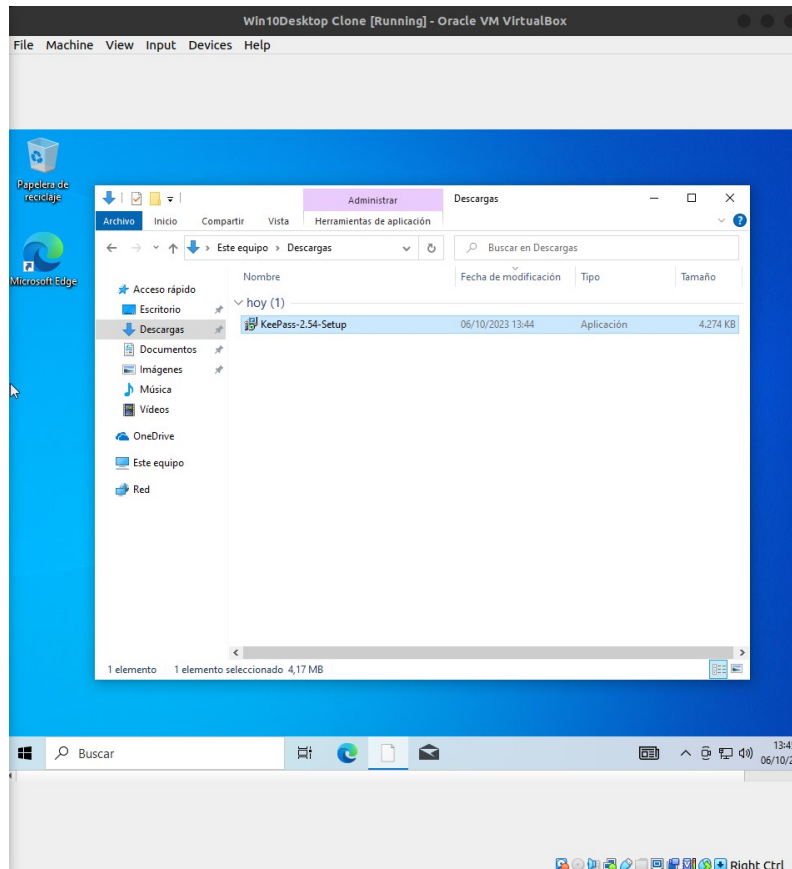 Win10Desktop Clone [Running] - Oracle VM VirtualBox
File Machine View Input Devices Help
Papelera de
reciclaje
Microsoft Edge
Administrar
Descargas
Archivo Inicio Compartir Vista Herramientas de aplicación
Este equipo > Descargas
Buscar en Descargas
Nombre Fecha de modificación Tipo Tamaño
Acceso rápido
Escritorio
Descargas
Documentos
Imágenes
Música
Vídeos
OneDrive
Este equipo
Red
hoy (1)
KeePass-2.54-Setup 06/10/2023 13:44 Aplicación 4.274 KB
1 elemento 1 elemento seleccionado 4,17 MB
Buscar
Right Ctrl